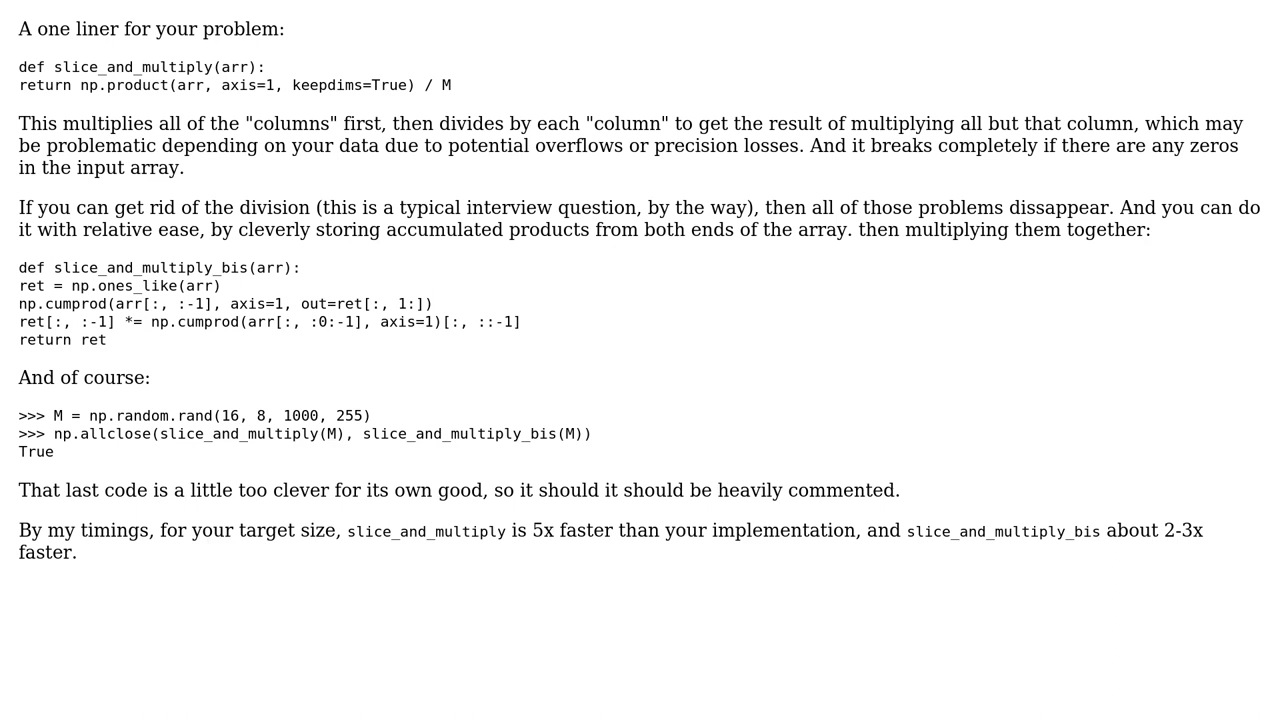 A one liner for your problem:
def slice_and_multiply(arr):
return np.product(arr, axis=1, keepdims=True) / M
This multiplies all of the "columns" first, then divides by each "column" to get the result of multiplying all but that column, which may
be problematic depending on your data due to potential overflows or precision losses. And it breaks completely if there are any zeros
in the input array.
If you can get rid of the division (this is a typical interview question, by the way), then all of those problems dissappear. And you can do
it with relative ease, by cleverly storing accumulated products from both ends of the array. then multiplying them together:
def slice_and_multiply_bis(arr):
ret = np.ones_like(arr)
np.cumprod(arr[:, :-1], axis=1, out=ret[:, 1:])
ret[:, :-1] *= np.cumprod(arr[:, :0:-1], axis=1)[:, ::-1]
return ret
And of course:
>>> M = np.random.rand(16, 8, 1000, 255)
>>> np.allclose(slice_and_multiply(M), slice_and_multiply_bis(M))
True
That last code is a little too clever for its own good, so it should it should be heavily commented.
By my timings, for your target size, slice_and_multiply is 5x faster than your implementation, and slice_and_multiply_bis about 2-3x
faster.